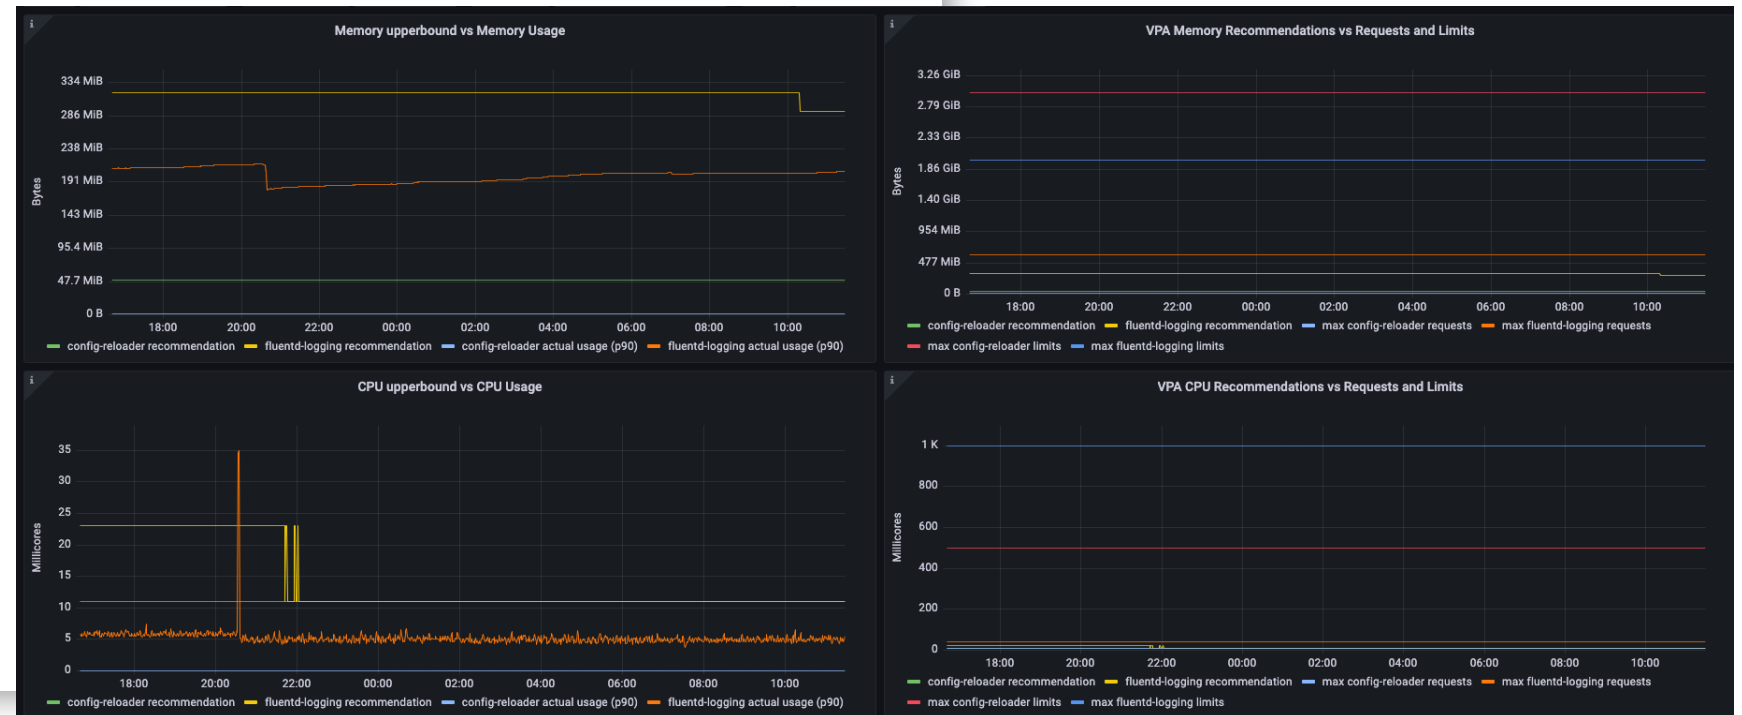 Memory upperbound vs Memory Usage
334 MiB
286 MiB
238 MiB
191 MiB
143 MiB
95.4 MiB
47.7 MiB
0 B
Bytes
18:00 20:00 22:00 00:00 02:00 04:00 06:00 08:00 10:00
config-reloader recommendation fluentd-logging recommendation config-reloader actual usage (p90) fluentd-logging actual usage (p90)
VPA Memory Recommendations vs Requests and Limits
3.26 GiB
2.79 GiB
2.33 GiB
1.86 GiB
1.40 GiB
954 MiB
477 MiB
0 B
Bytes
18:00 20:00 22:00 00:00 02:00 04:00 06:00 08:00 10:00
config-reloader recommendation fluentd-logging recommendation max config-reloader requests max fluentd-logging requests
max config-reloader limits max fluentd-logging limits
CPU upperbound vs CPU Usage
35
30
25
20
15
10
5
0
Millicores
18:00 20:00 22:00 00:00 02:00 04:00 06:00 08:00 10:00
config-reloader recommendation fluentd-logging recommendation config-reloader actual usage (p90) fluentd-logging actual usage (p90)
VPA CPU Recommendations vs Requests and Limits
1 K
800
600
400
200
0
Millicores
18:00 20:00 22:00 00:00 02:00 04:00 06:00 08:00 10:00
config-reloader recommendation fluentd-logging recommendation max config-reloader requests max fluentd-logging requests
max config-reloader limits max fluentd-logging limits